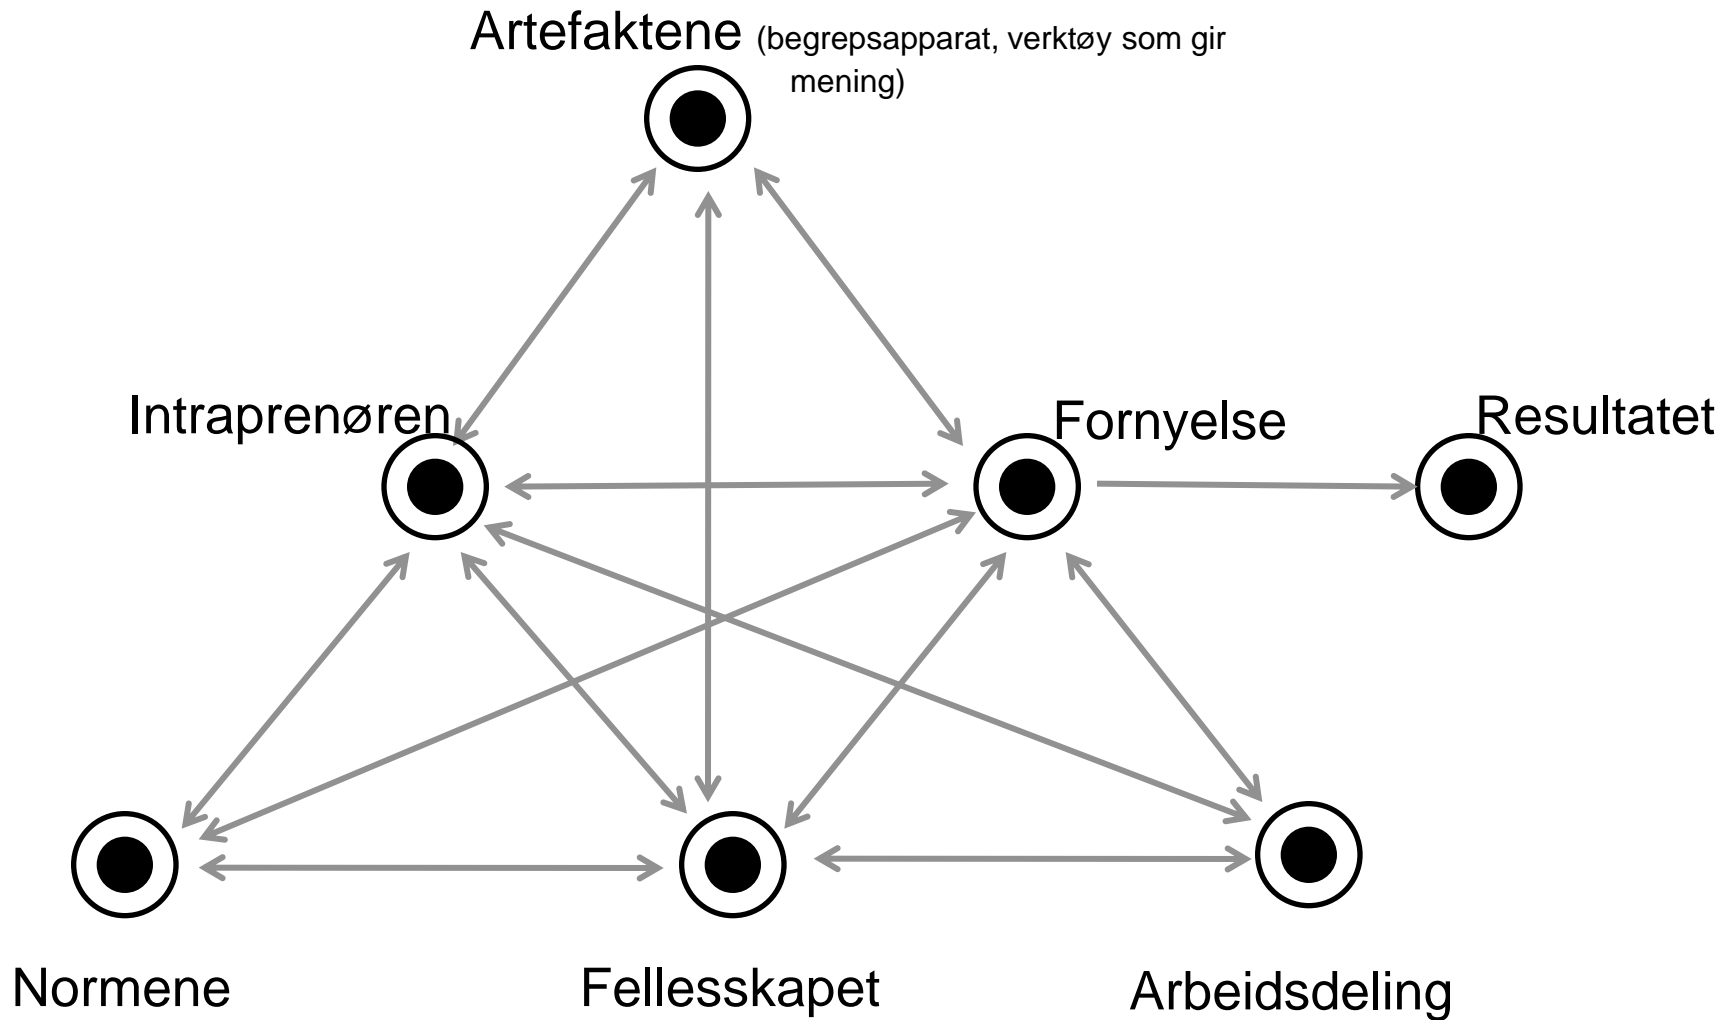 Artefaktene (begrepsapparat, verktøy som gir
mening)
Intraprenøren
Fornyelse
Resultatet
Normene
Fellesskapet
Arbeidsdeling